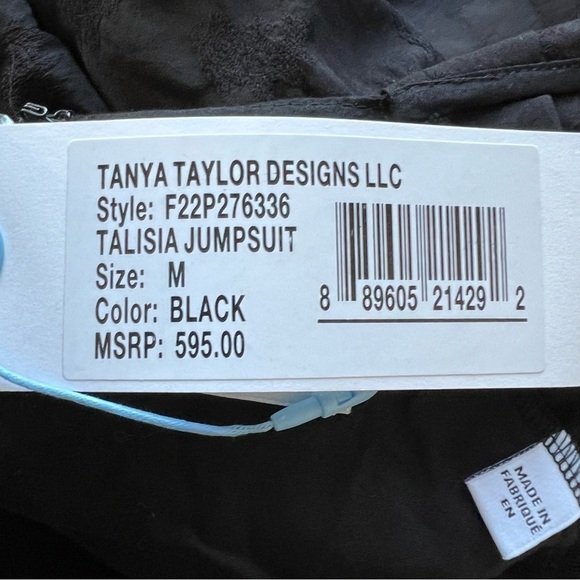 TANYA TAYLOR DESIGNS LLC
Style: F22P276336
TALISIA JUMPSUIT
Size: M
Color: BLACK
MSRP: 595.00
8 89605 21429 2
MADE IN
FABRIQUÉ
EN